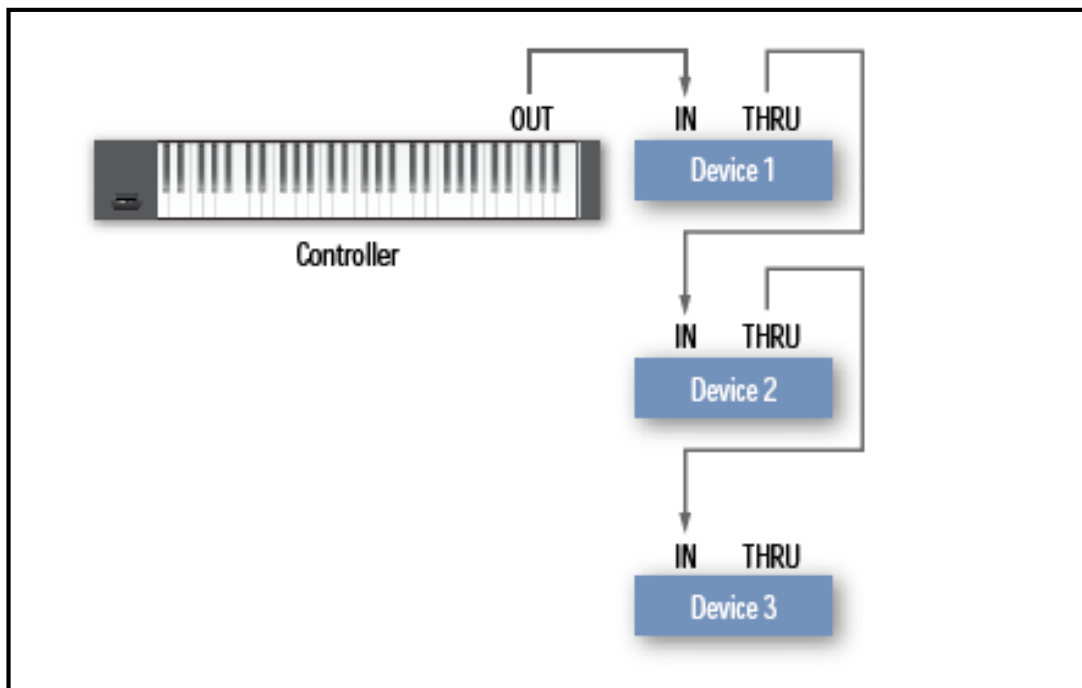 OUT IN THRU
Device 1
Controller
IN THRU
Device 2
IN THRU
Device 3